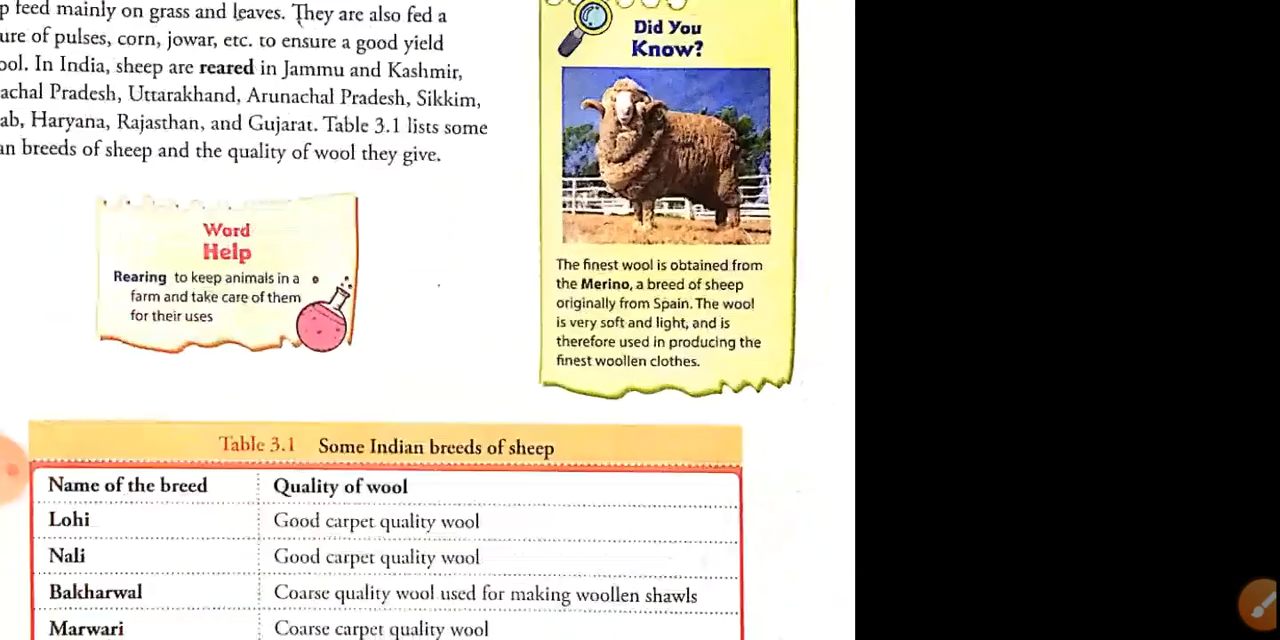 p feed mainly on grass and leaves. They are also fed a
ure of pulses, corn, jowar, etc. to ensure a good yield
ool. In India, sheep are reared in Jammu and Kashmir,
achal Pradesh, Uttarakhand, Arunachal Pradesh, Sikkim,
ab, Haryana, Rajasthan, and Gujarat. Table 3.1 lists some
an breeds of sheep and the quality of wool they give.
Word
Help
Rearing to keep animals in a
farm and take care of them
for their uses
Did You
Know?
The finest wool is obtained from
the Merino, a breed of sheep
originally from Spain. The wool
is very soft and light, and is
therefore used in producing the
finest woollen clothes.
Table 3.1 Some Indian breeds of sheep
Name of the breed Quality of wool
Lohi Good carpet quality wool
Nali Good carpet quality wool
Bakharwal Coarse quality wool used for making woollen shawls
Marwari Coarse carpet quality wool